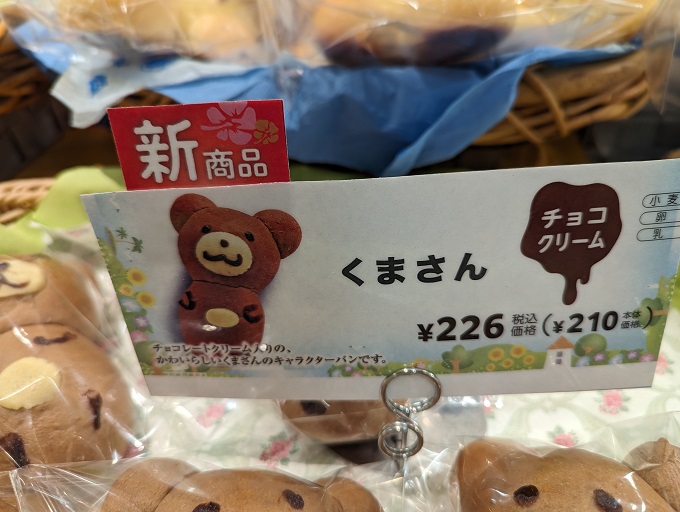 新商品
くまさん
チョコ
クリーム
小麦
卵
乳
¥226 税込価格 (¥210 本体価格)
チョコレートクリーム入りの、
かわいらしいくまさんのキャラクターパンです。